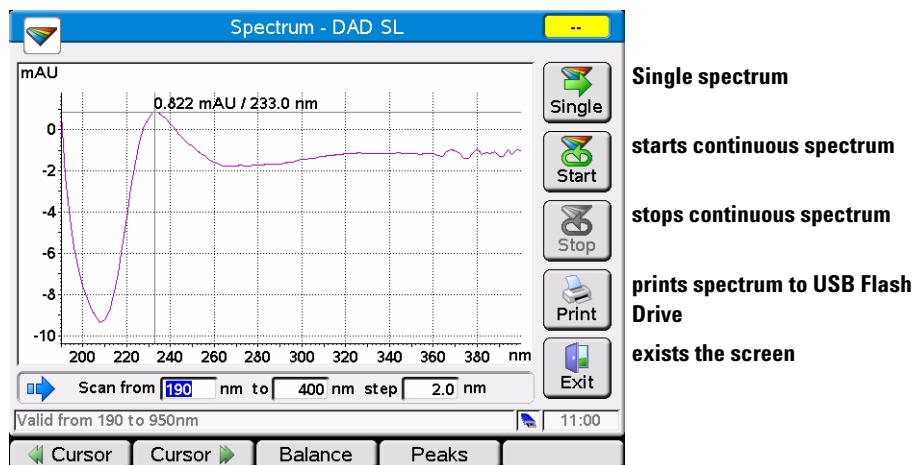 Spectrum - DAD SL
--
mAU
0.822 mAU / 233.0 nm
0
-2
-4
-6
-8
-10
200 220 240 260 280 300 320 340 360 380 nm
Single
Start
Stop
Print
Exit
Single spectrum
starts continuous spectrum
stops continuous spectrum
prints spectrum to USB Flash
Drive
exists the screen
Scan from 190 nm to 400 nm step 2.0 nm
Valid from 190 to 950nm
11:00
Cursor
Cursor
Balance
Peaks